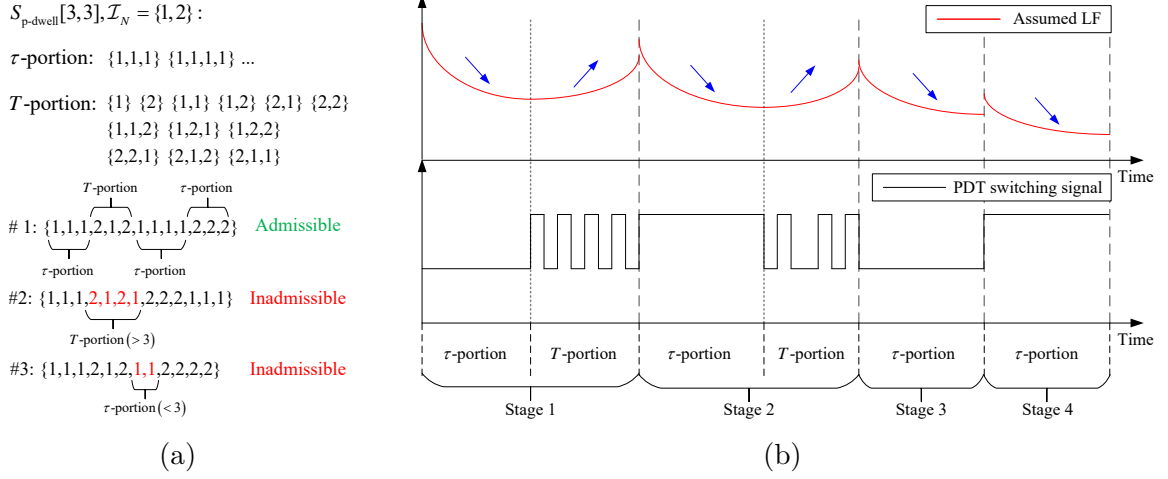 S_p-dwell[3,3], 𝓘_N = {1,2} :
τ-portion: {1,1,1} {1,1,1,1} ...
T-portion: {1} {2} {1,1} {1,2} {2,1} {2,2}
{1,1,2} {1,2,1} {1,2,2}
{2,2,1} {2,1,2} {2,1,1}
T-portion τ-portion
# 1: {1,1,1,2,1,2,1,1,1,1,2,2,2} Admissible
τ-portion τ-portion
#2: {1,1,1,2,1,2,1,2,2,2,1,1,1} Inadmissible
T-portion(> 3)
#3: {1,1,1,2,1,2,1,1,2,2,2,2} Inadmissible
τ-portion(< 3)
(a)
Assumed LF
Time
PDT switching signal
Time
τ-portion T-portion τ-portion T-portion τ-portion τ-portion
Stage 1 Stage 2 Stage 3 Stage 4
(b)